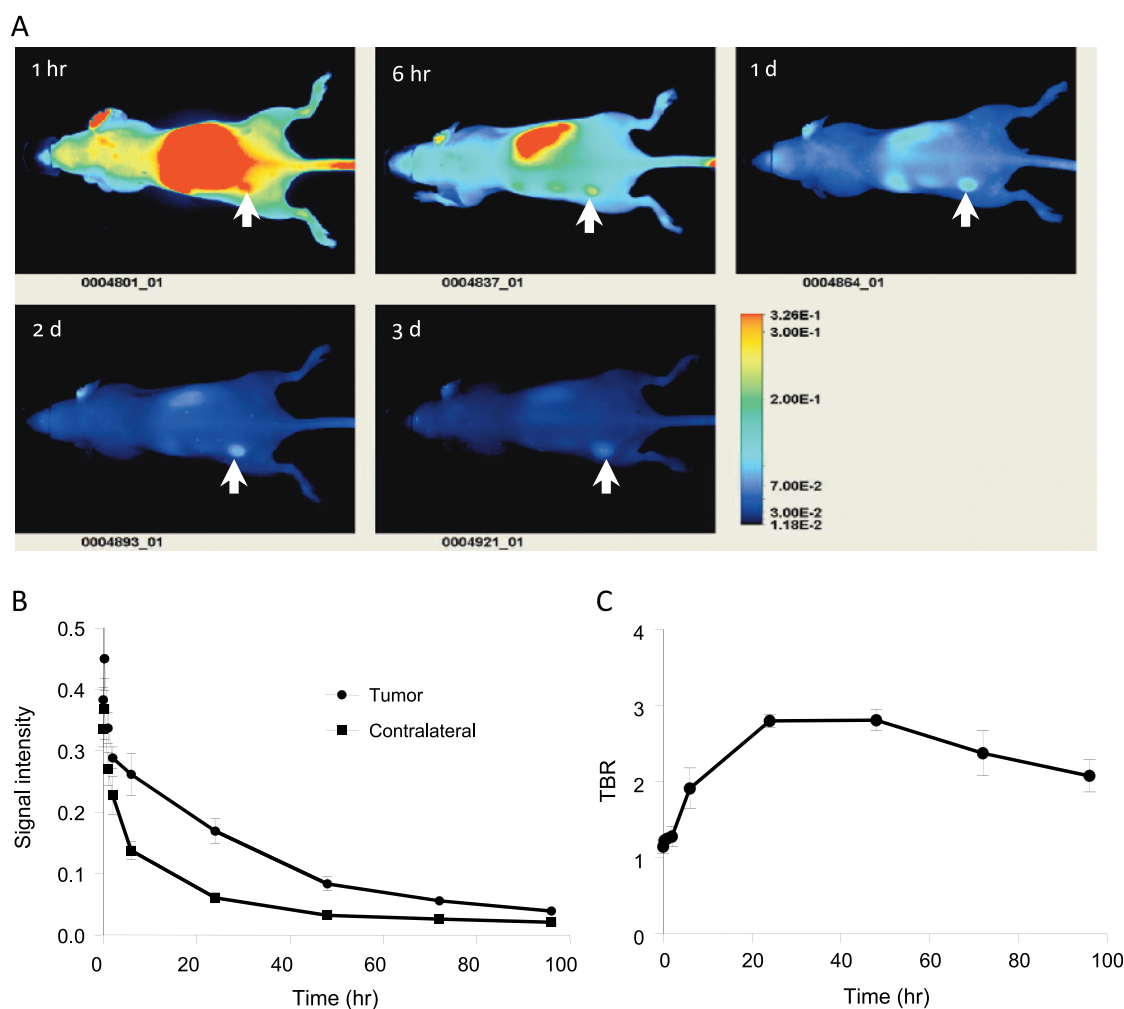 A
1 hr
6 hr
1 d
0004801_01
0004837_01
0004864_01
2 d
3 d
3.26E-1
3.00E-1
2.00E-1
7.00E-2
3.00E-2
1.18E-2
0004893_01
0004921_01
B
0.5
0.4
0.3
0.2
0.1
0.0
Signal intensity
Tumor
Contralateral
0 20 40 60 80 100
Time (hr)
C
4
3
2
1
0
TBR
0 20 40 60 80 100
Time (hr)